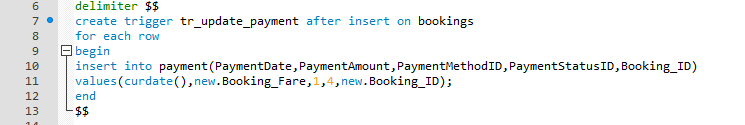 6 delimiter $$
7 create trigger tr_update_payment after insert on bookings
8 for each row
9 begin
10 insert into payment(PaymentDate,PaymentAmount,PaymentMethodID,PaymentStatusID,Booking_ID)
11 values(curdate(),new.Booking_Fare,1,4,new.Booking_ID);
12 end
13 $$